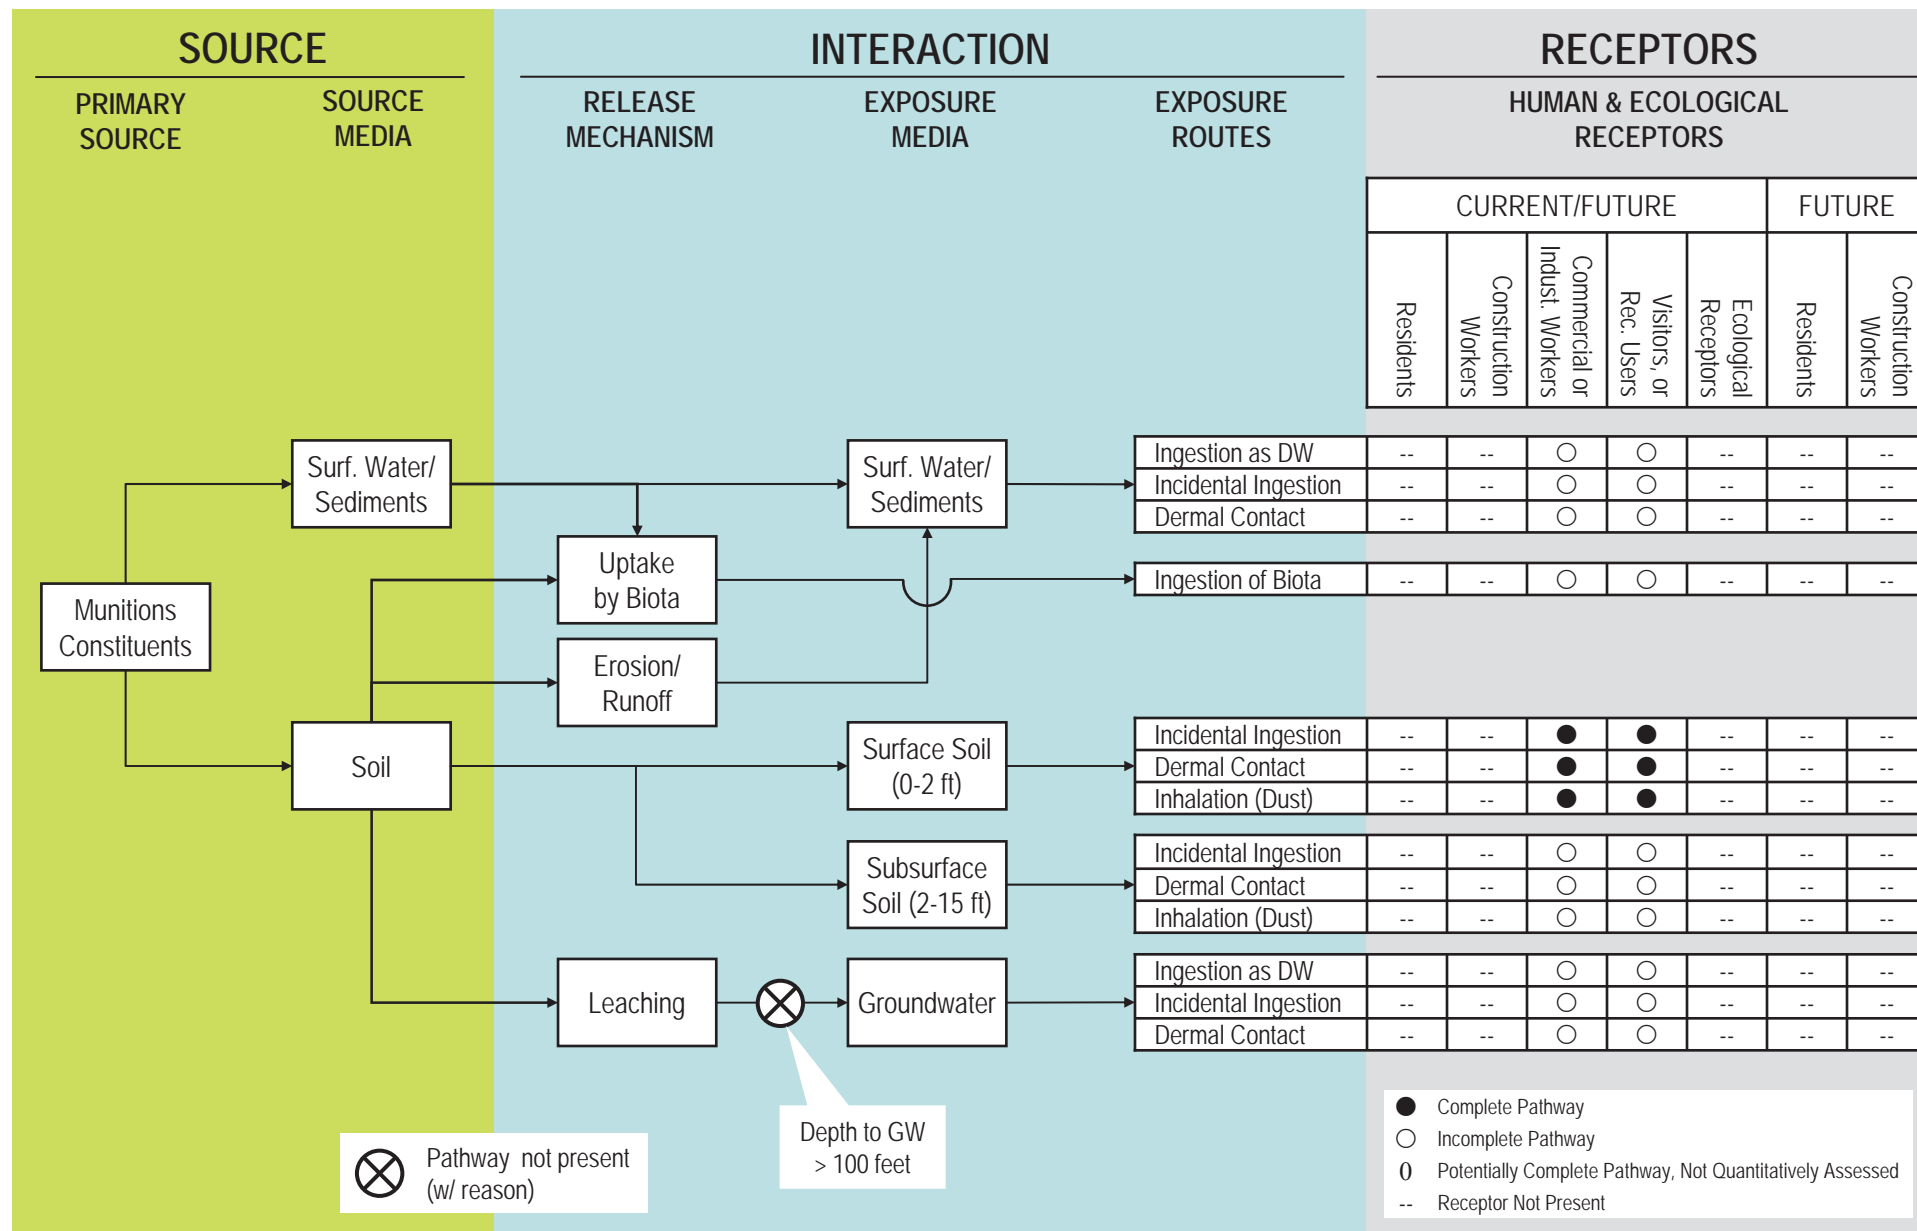 SOURCE
INTERACTION
RECEPTORS
PRIMARY
SOURCE
SOURCE
MEDIA
RELEASE
MECHANISM
EXPOSURE
MEDIA
EXPOSURE
ROUTES
HUMAN & ECOLOGICAL
RECEPTORS
CURRENT/FUTURE
FUTURE
Residents
Construction
Workers
Commercial or
Indust. Workers
Visitors, or
Rec. Users
Ecological
Receptors
Residents
Construction
Workers
Munitions
Constituents
Surf. Water/
Sediments
Soil
Uptake
by Biota
Erosion/
Runoff
Leaching
Surf. Water/
Sediments
Surface Soil
(0-2 ft)
Subsurface
Soil (2-15 ft)
Groundwater
Depth to GW
> 100 feet
Ingestion as DW -- -- ○ ○ -- -- --
Incidental Ingestion -- -- ○ ○ -- -- --
Dermal Contact -- -- ○ ○ -- -- --
Ingestion of Biota -- -- ○ ○ -- -- --
Incidental Ingestion -- -- ● ● -- -- --
Dermal Contact -- -- ● ● -- -- --
Inhalation (Dust) -- -- ● ● -- -- --
Incidental Ingestion -- -- ○ ○ -- -- --
Dermal Contact -- -- ○ ○ -- -- --
Inhalation (Dust) -- -- ○ ○ -- -- --
Ingestion as DW -- -- ○ ○ -- -- --
Incidental Ingestion -- -- ○ ○ -- -- --
Dermal Contact -- -- ○ ○ -- -- --
Pathway not present
(w/ reason)
● Complete Pathway
○ Incomplete Pathway
0 Potentially Complete Pathway, Not Quantitatively Assessed
-- Receptor Not Present